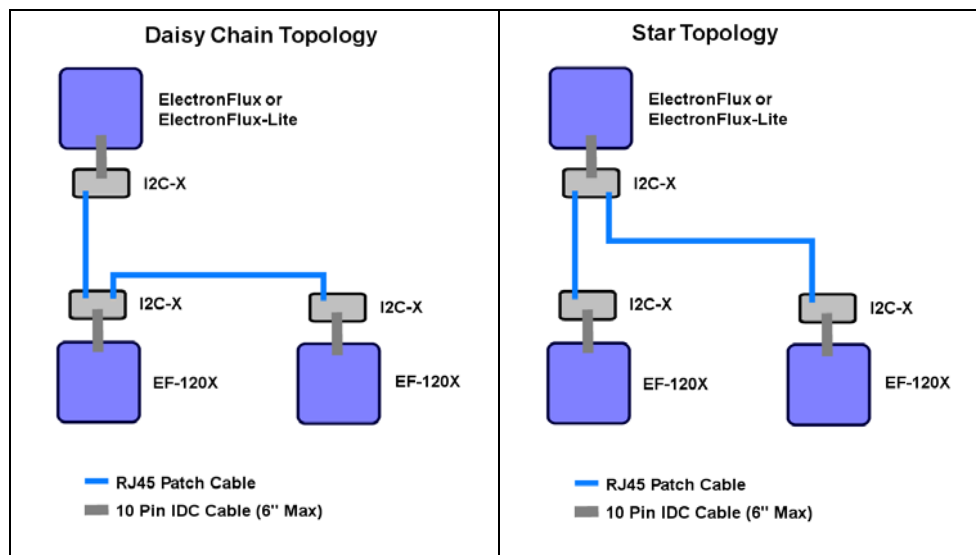 Daisy Chain Topology
ElectronFlux or
ElectronFlux-Lite
I2C-X
I2C-X
I2C-X
EF-120X
EF-120X
RJ45 Patch Cable
10 Pin IDC Cable (6" Max)
Star Topology
ElectronFlux or
ElectronFlux-Lite
I2C-X
I2C-X
I2C-X
EF-120X
EF-120X
RJ45 Patch Cable
10 Pin IDC Cable (6" Max)